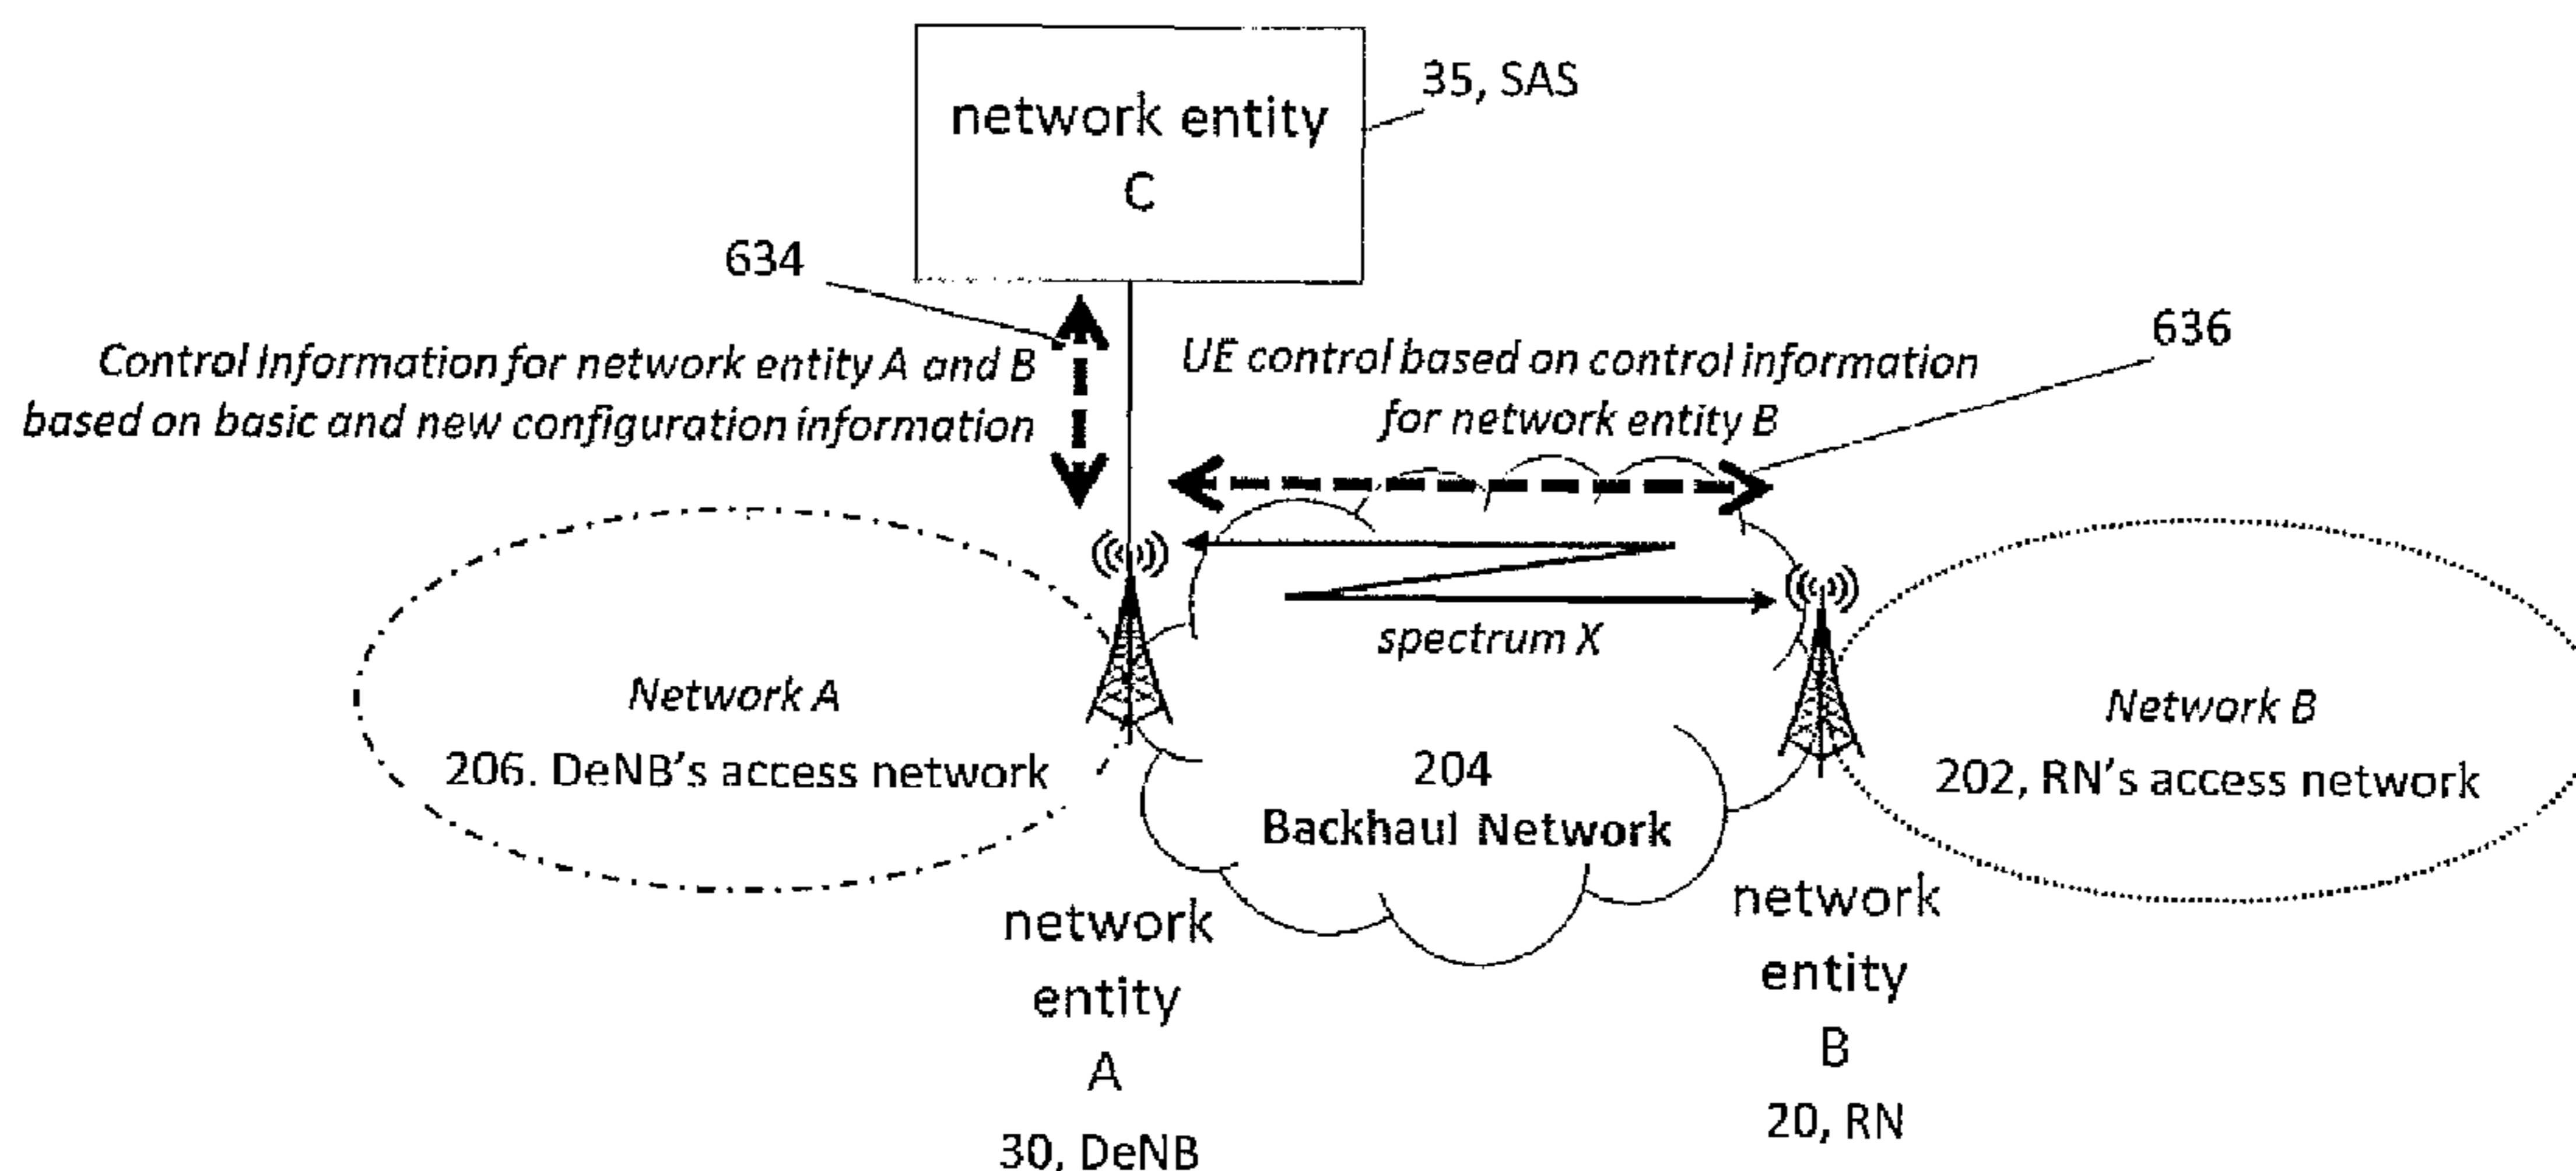 network entity
C
35, SAS
634
636
Control Information for network entity A and B
based on basic and new configuration information
UE control based on control information
for network entity B
spectrum X
Network A
206. DeNB's access network
204
Backhaul Network
Network B
202, RN's access network
network
entity
A
30, DeNB
network
entity
B
20, RN